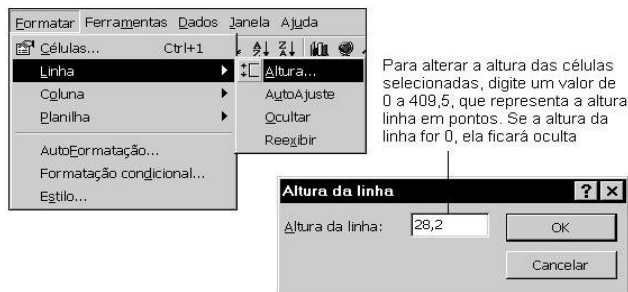 Formatar Ferramentas Dados Janela Ajuda
Células... Ctrl+1
Linha
Coluna
Planilha
AutoFormatação...
Formatação condicional...
Estilo...
Altura...
AutoAjuste
Ocultar
Reexibir
Para alterar a altura das células
selecionadas, digite um valor de
0 a 409,5, que representa a altura
linha em pontos. Se a altura da
linha for 0, ela ficará oculta
Altura da linha
Altura da linha: 28,2
OK
Cancelar